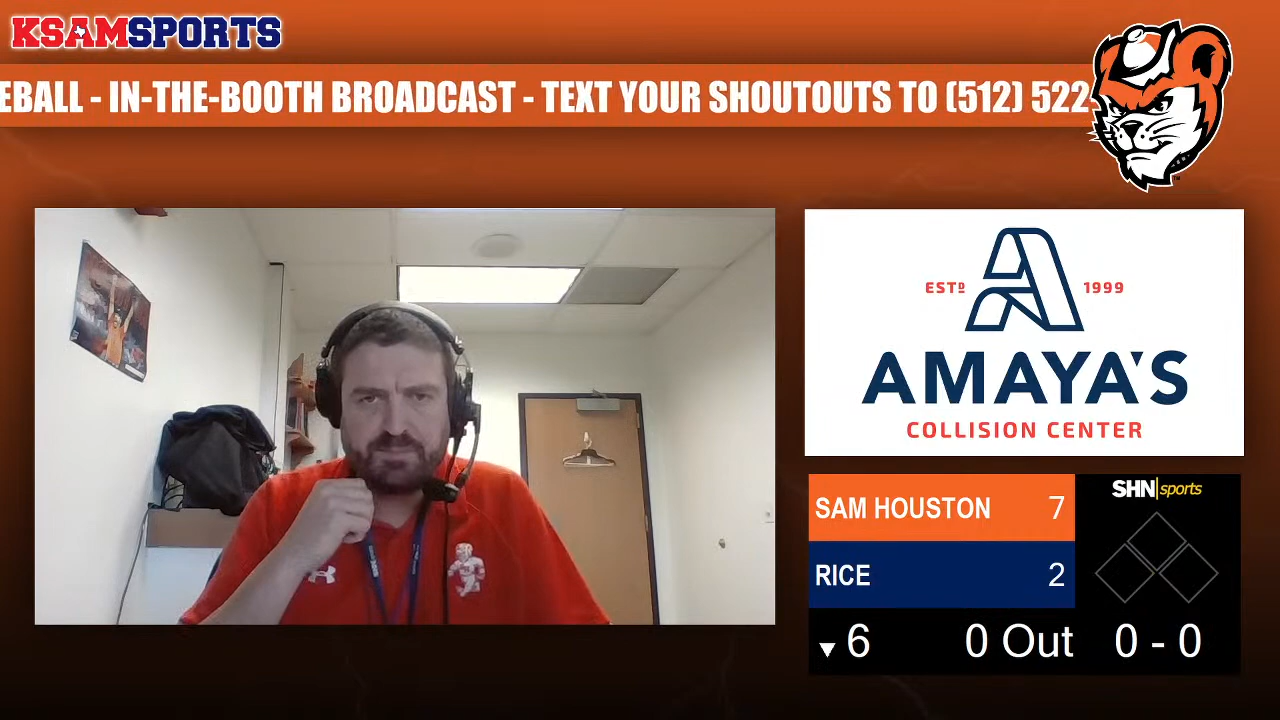 KSAMSPORTS
EBALL - IN-THE-BOOTH BROADCAST - TEXT YOUR SHOUTOUTS TO (512) 522
ESTD 1999
AMAYA'S
COLLISION CENTER
SAM HOUSTON 7
SHN|sports
RICE 2
▼ 6 0 Out 0 - 0